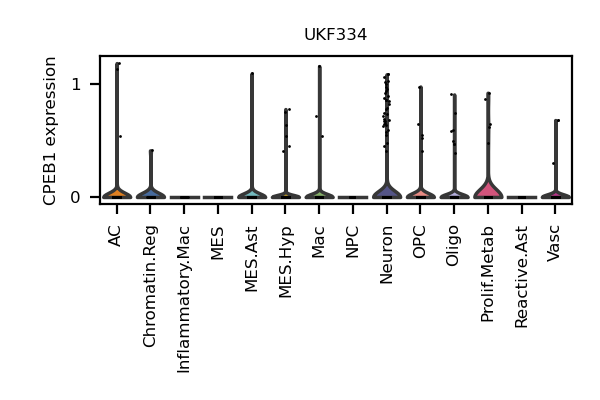 UKF334
CPEB1 expression
1
0
AC
Chromatin.Reg
Inflammatory.Mac
MES
MES.Ast
MES.Hyp
Mac
NPC
Neuron
OPC
Oligo
Prolif.Metab
Reactive.Ast
Vasc